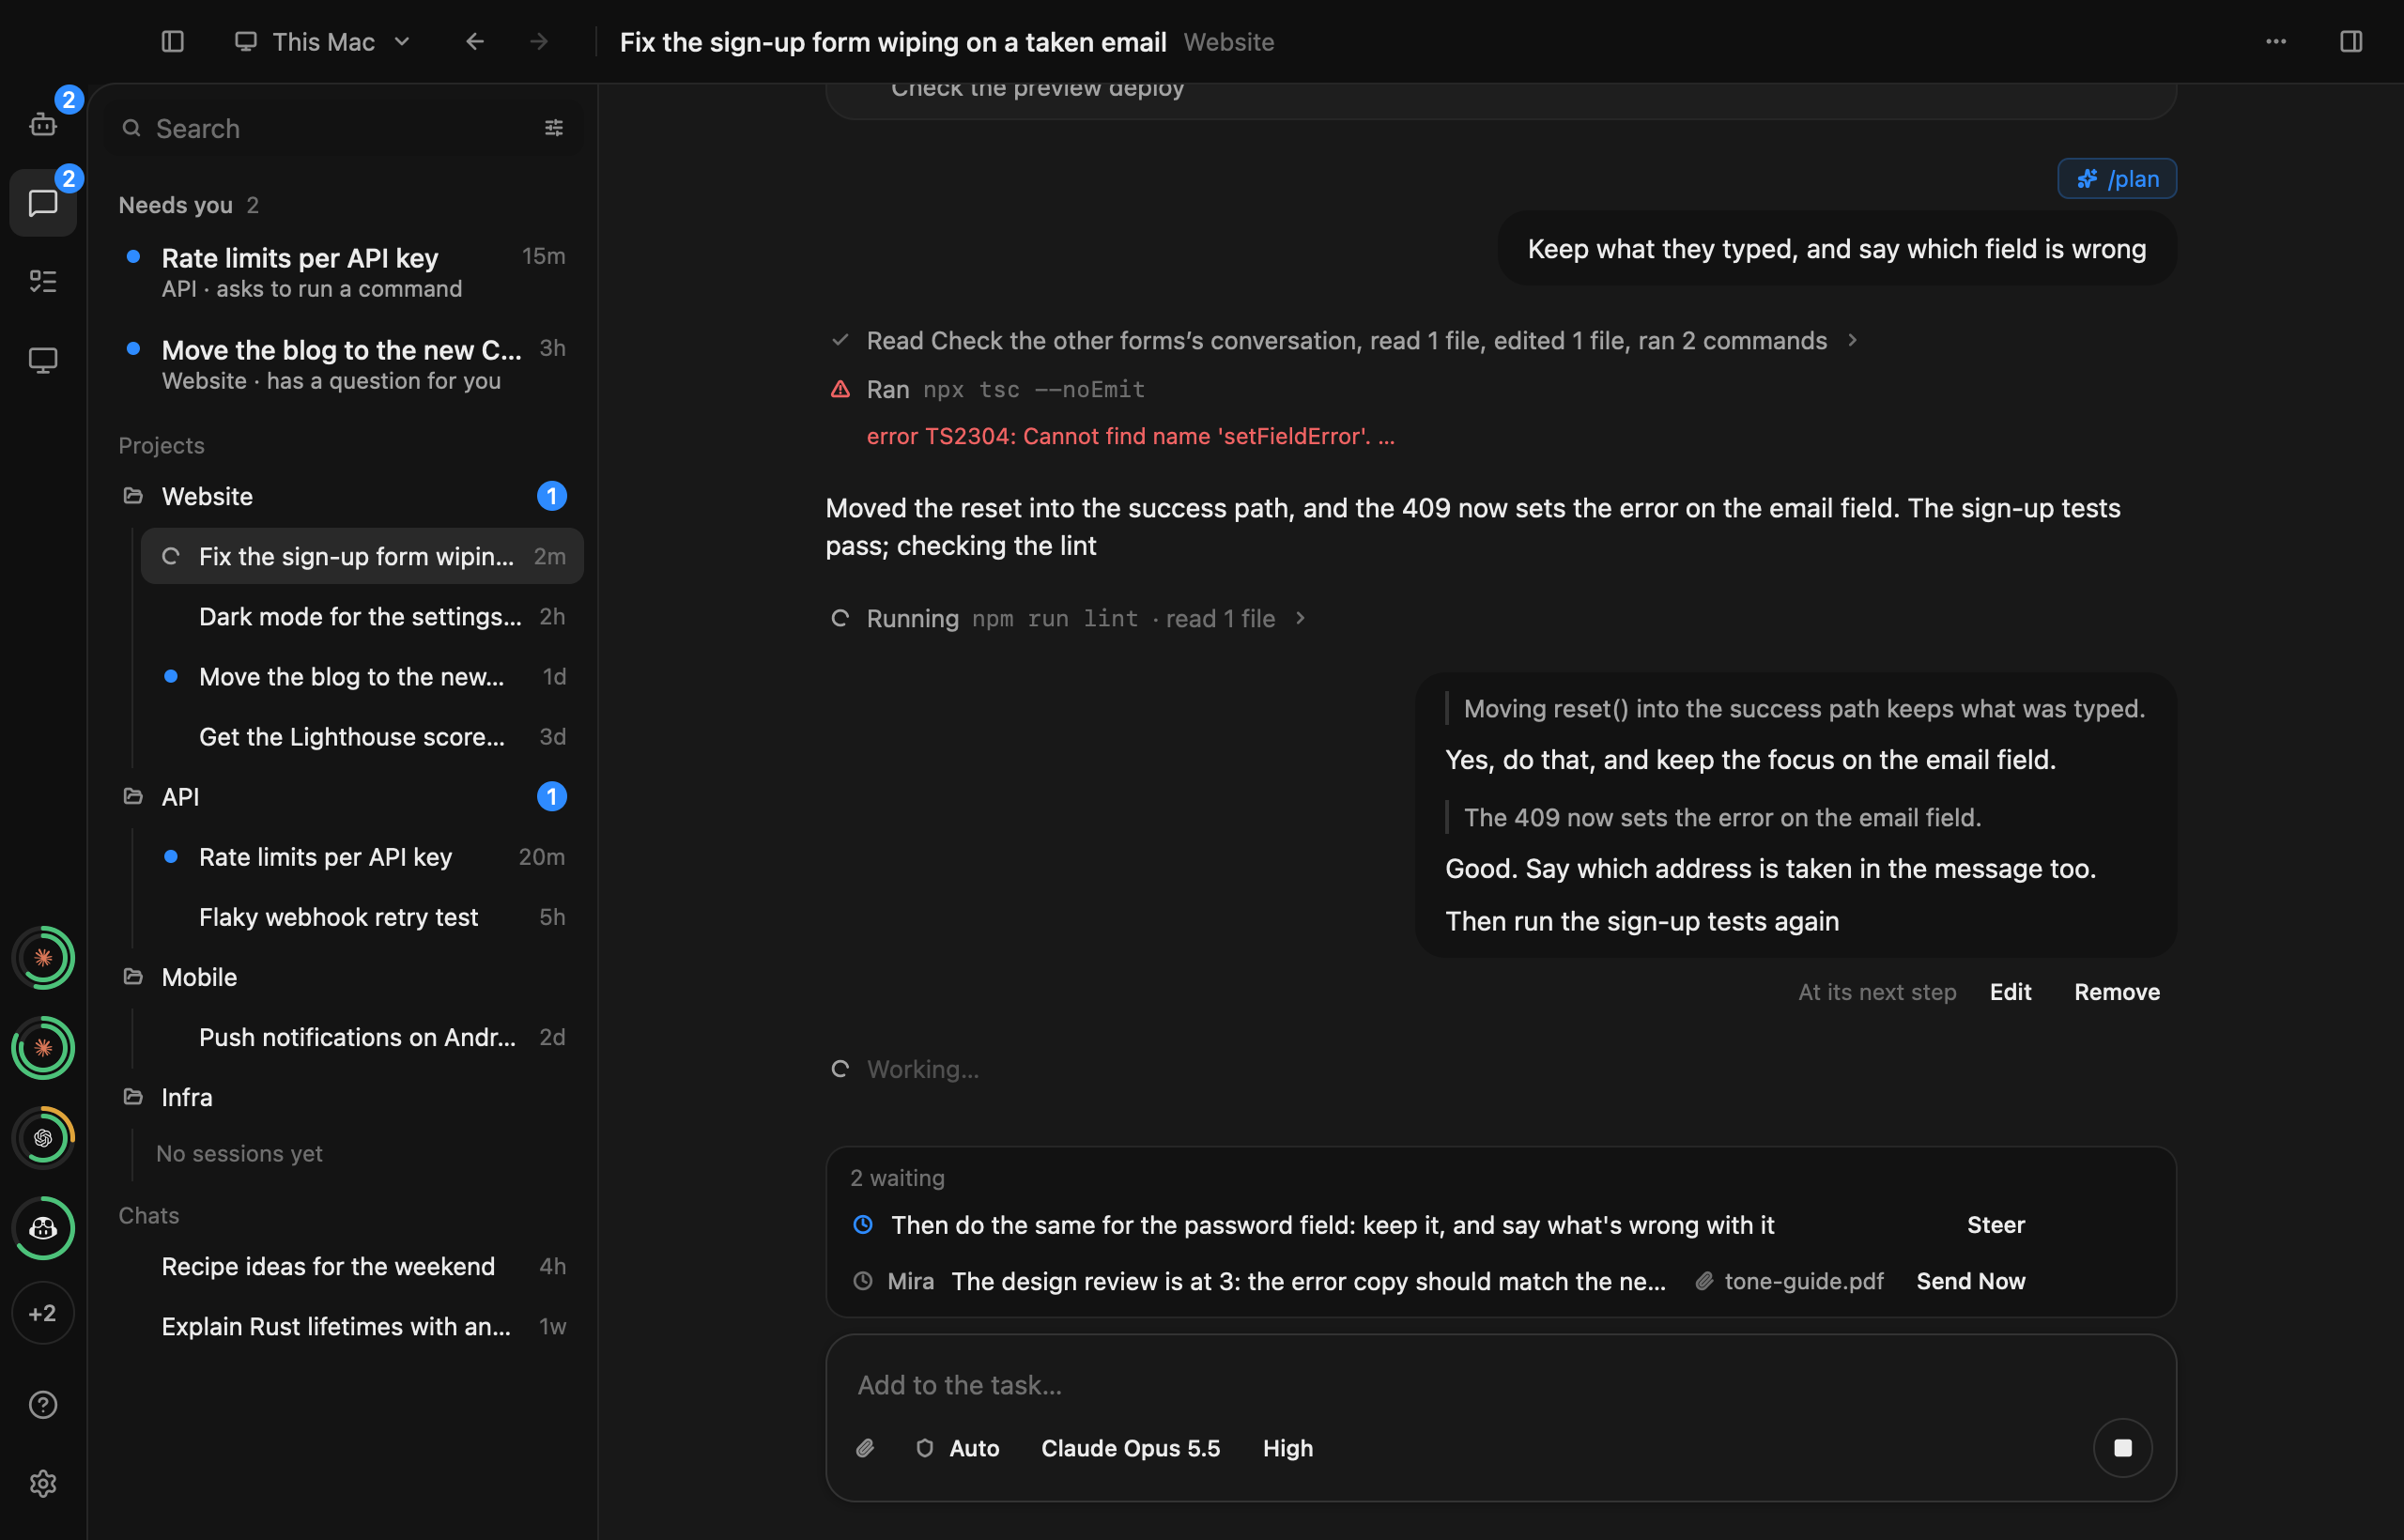 This Mac
Fix the sign-up form wiping on a taken email Website
2
2
Search
Needs you 2
Rate limits per API key 15m
API · asks to run a command
Move the blog to the new C... 3h
Website · has a question for you
Projects
Website 1
Fix the sign-up form wipin... 2m
Dark mode for the settings... 2h
Move the blog to the new... 1d
Get the Lighthouse score... 3d
API 1
Rate limits per API key 20m
Flaky webhook retry test 5h
Mobile
Push notifications on Andr... 2d
Infra
No sessions yet
Chats
Recipe ideas for the weekend 4h
Explain Rust lifetimes with an... 1w
+2
Check the preview deploy
/plan
Keep what they typed, and say which field is wrong
Read Check the other forms’s conversation, read 1 file, edited 1 file, ran 2 commands
Ran npx tsc --noEmit
error TS2304: Cannot find name 'setFieldError'. ...
Moved the reset into the success path, and the 409 now sets the error on the email field. The sign-up tests
pass; checking the lint
Running npm run lint · read 1 file
Moving reset() into the success path keeps what was typed.
Yes, do that, and keep the focus on the email field.
The 409 now sets the error on the email field.
Good. Say which address is taken in the message too.
Then run the sign-up tests again
At its next step Edit Remove
Working...
2 waiting
Then do the same for the password field: keep it, and say what's wrong with it Steer
Mira The design review is at 3: the error copy should match the ne... tone-guide.pdf Send Now
Add to the task...
Auto Claude Opus 5.5 High